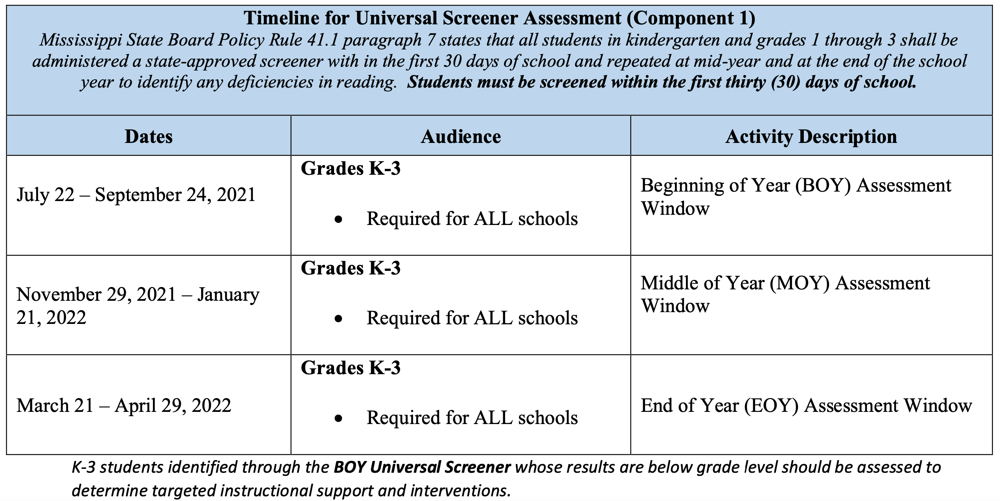 Timeline for Universal Screener Assessment (Component 1)
Mississippi State Board Policy Rule 41.1 paragraph 7 states that all students in kindergarten and grades 1 through 3 shall be
administered a state-approved screener with in the first 30 days of school and repeated at mid-year and at the end of the school
year to identify any deficiencies in reading. Students must be screened within the first thirty (30) days of school.
Dates
Audience
Activity Description
July 22 – September 24, 2021
Grades K-3
• Required for ALL schools
Beginning of Year (BOY) Assessment
Window
November 29, 2021 – January
21, 2022
Grades K-3
• Required for ALL schools
Middle of Year (MOY) Assessment
Window
March 21 – April 29, 2022
Grades K-3
• Required for ALL schools
End of Year (EOY) Assessment Window
K-3 students identified through the BOY Universal Screener whose results are below grade level should be assessed to
determine targeted instructional support and interventions.